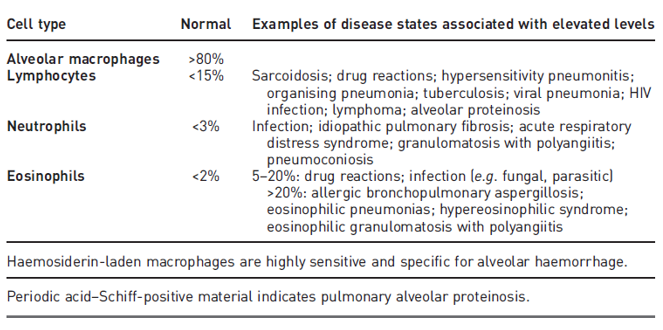 Cell type Normal Examples of disease states associated with elevated levels
Alveolar macrophages >80%
Lymphocytes <15% Sarcoidosis; drug reactions; hypersensitivity pneumonitis;
organising pneumonia; tuberculosis; viral pneumonia; HIV
infection; lymphoma; alveolar proteinosis
Neutrophils <3% Infection; idiopathic pulmonary fibrosis; acute respiratory
distress syndrome; granulomatosis with polyangiitis;
pneumoconiosis
Eosinophils <2% 5–20%: drug reactions; infection (e.g. fungal, parasitic)
>20%: allergic bronchopulmonary aspergillosis;
eosinophilic pneumonias; hypereosinophilic syndrome;
eosinophilic granulomatosis with polyangiitis
Haemosiderin-laden macrophages are highly sensitive and specific for alveolar haemorrhage.
Periodic acid–Schiff-positive material indicates pulmonary alveolar proteinosis.